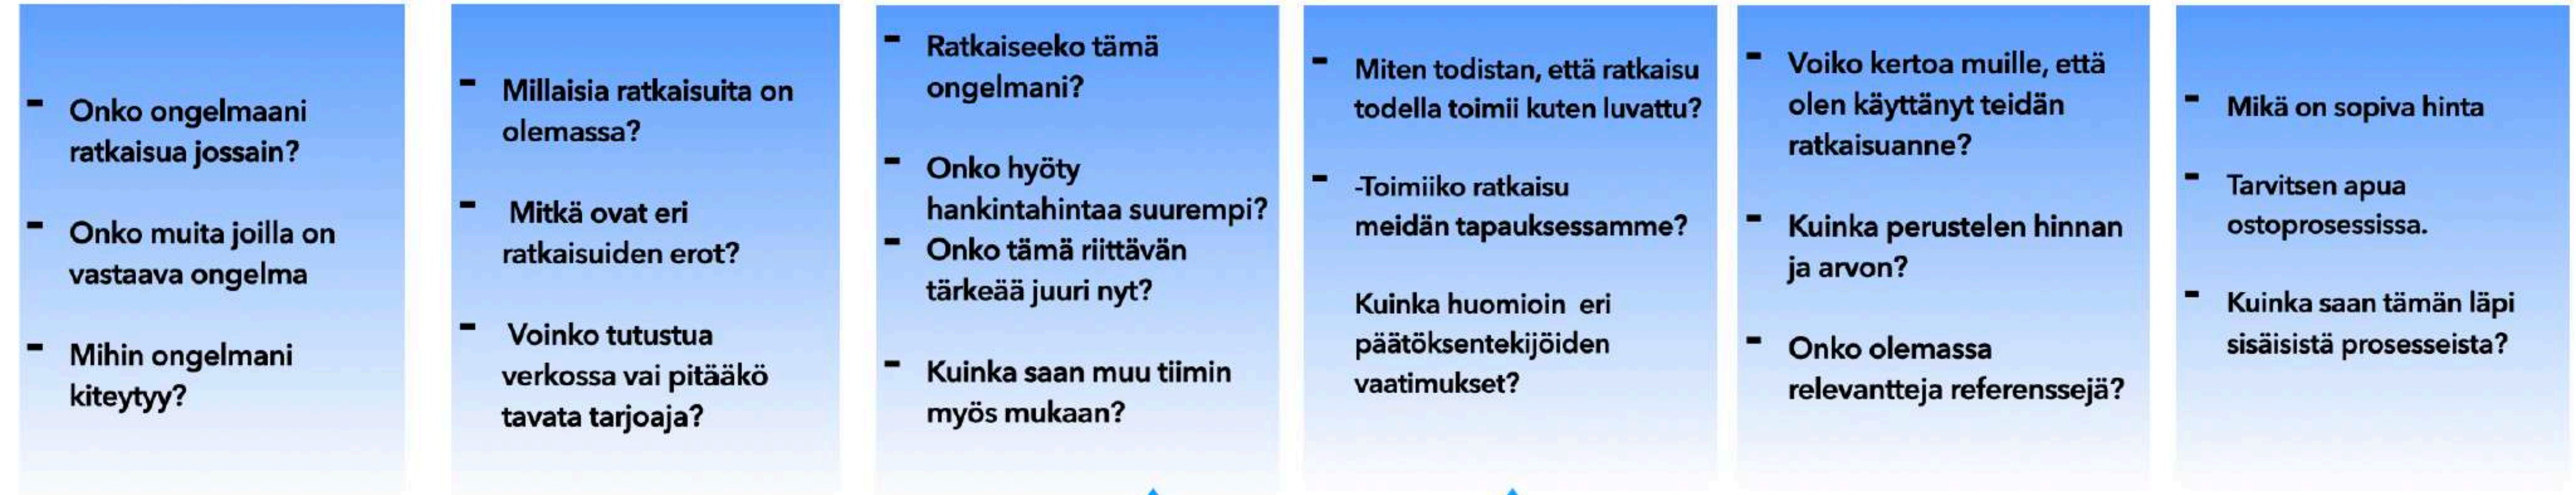 - Onko ongelmaani
ratkaisua jossain?
- Onko muita joilla on
vastaava ongelma
- Mihin ongelmani
kiteytyy?
- Millaisia ratkaisuita on
olemassa?
- Mitkä ovat eri
ratkaisuiden erot?
- Voinko tutustua
verkossa vai pitääkö
tavata tarjoaja?
- Ratkaiseeko tämä
ongelmani?
- Onko hyöty
hankintahintaa suurempi?
- Onko tämä riittävän
tärkeää juuri nyt?
- Kuinka saan muu tiimin
myös mukaan?
- Miten todistan, että ratkaisu
todella toimii kuten luvattu?
- -Toimiiko ratkaisu
meidän tapauksessamme?
Kuinka huomioin eri
päätöksentekijöiden
vaatimukset?
- Voiko kertoa muille, että
olen käyttänyt teidän
ratkaisuanne?
- Kuinka perustelen hinnan
ja arvon?
- Onko olemassa
relevantteja referenssejä?
- Mikä on sopiva hinta
- Tarvitsen apua
ostoprosessissa.
- Kuinka saan tämän läpi
sisäisistä prosesseista?